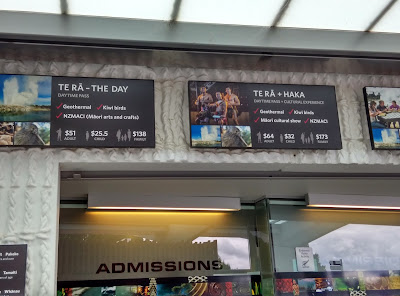 TE RĀ - THE DAY
DAYTIME PASS
Geothermal Kiwi birds
NZMACI (Māori arts and crafts)
$51 $25.5 $138
ADULT CHILD FAMILY
TE RĀ + HAKA
DAYTIME PASS + CULTURAL EXPERIENCE
Geothermal Kiwi birds
Māori cultural show NZMACI
$64 $32 $173
ADULT CHILD FAMILY
ADMISSIONS